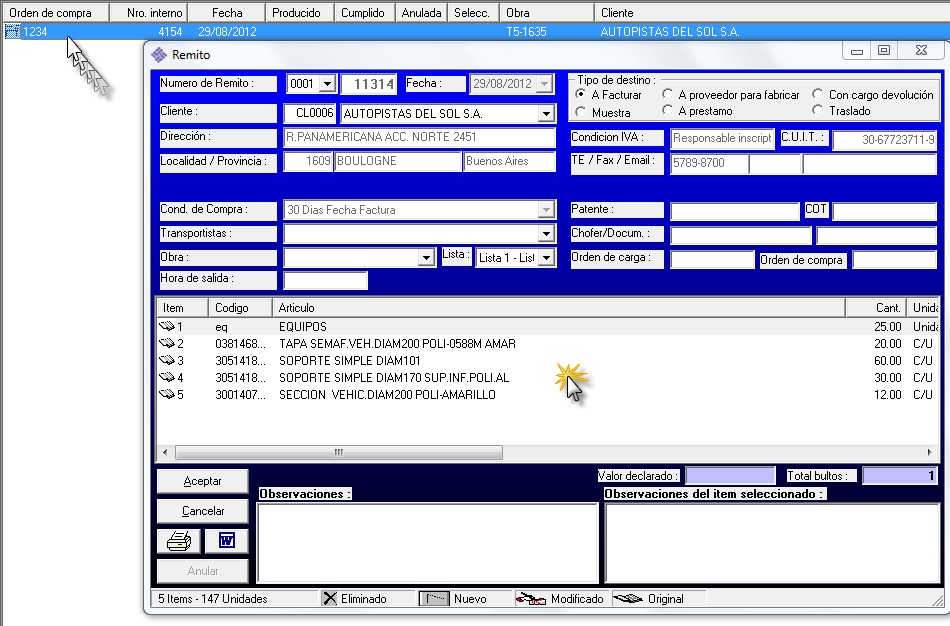 Orden de compra Nro. interno Fecha Producido Cumplido Anulada Selecc. Obra Cliente
1234 4154 29/08/2012 T5-1635 AUTOPISTAS DEL SOL S.A.
Remito
Numero de Remito : 0001 11314 Fecha : 29/08/2012
Tipo de destino :
A Facturar A proveedor para fabricar Con cargo devolución
Muestra A prestamo Traslado
Cliente : CL0006 AUTOPISTAS DEL SOL S.A.
Dirección : R.PANAMERICANA ACC. NORTE 2451
Condicion IVA : Responsable inscript C.U.I.T. : 30-67723711-9
Localidad / Provincia : 1609 BOULOGNE Buenos Aires
TE / Fax / Email : 5789-8700
Cond. de Compra : 30 Dias Fecha Factura
Patente : COT
Transportistas :
Chofer/Docum. :
Obra : Lista : Lista 1 - List
Orden de carga : Orden de compra
Hora de salida :
Item Codigo Articulo Cant. Unida
1 eq EQUIPOS 25.00 Unida
2 0381468... TAPA SEMAF.VEH.DIAM200 POLI-0588M AMAR 20.00 C/U
3 3051418... SOPORTE SIMPLE DIAM101 60.00 C/U
4 3051418... SOPORTE SIMPLE DIAM170 SUP.INF.POLI.AL 30.00 C/U
5 3001407... SECCION VEHIC.DIAM200 POLI-AMARILLO 12.00 C/U
Valor declarado : Total bultos : 1
Aceptar
Cancelar
Anular
Observaciones :
Observaciones del item seleccionado :
5 Items - 147 Unidades Eliminado Nuevo Modificado Original